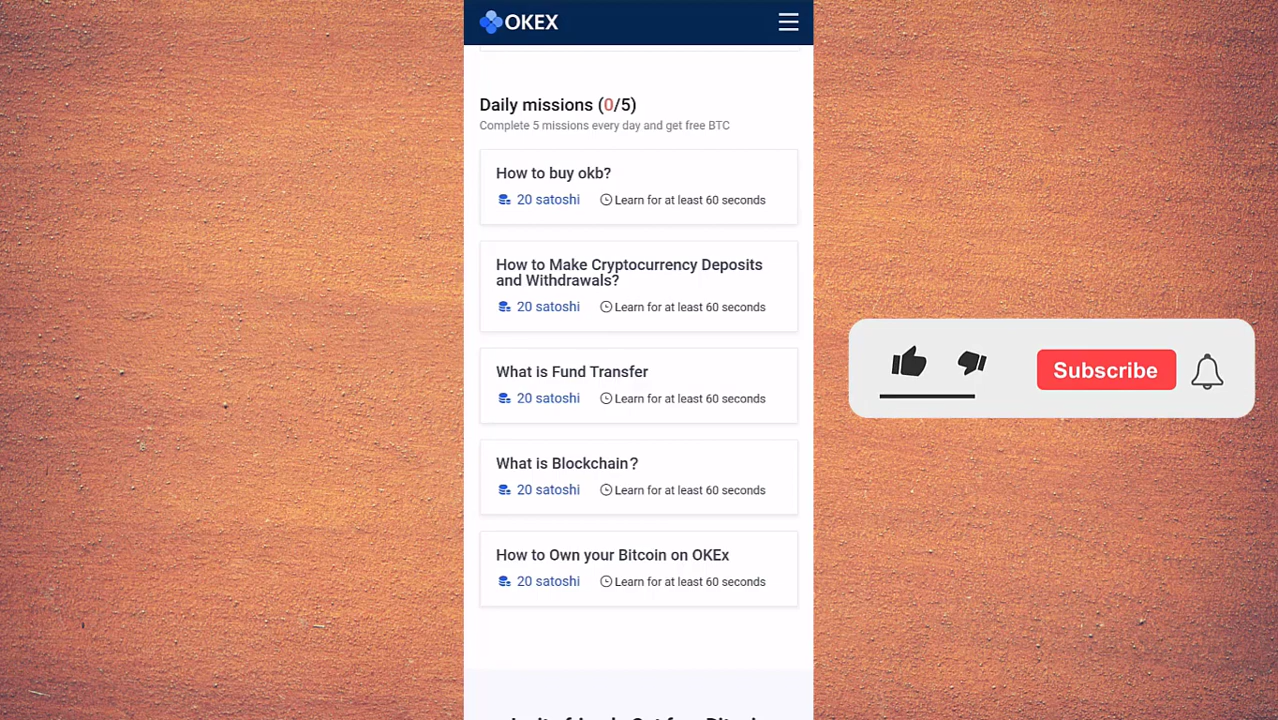 OKEX
Daily missions (0/5)
Complete 5 missions every day and get free BTC
How to buy okb?
20 satoshi Learn for at least 60 seconds
How to Make Cryptocurrency Deposits
and Withdrawals?
20 satoshi Learn for at least 60 seconds
What is Fund Transfer
20 satoshi Learn for at least 60 seconds
What is Blockchain?
20 satoshi Learn for at least 60 seconds
How to Own your Bitcoin on OKEx
20 satoshi Learn for at least 60 seconds
Subscribe